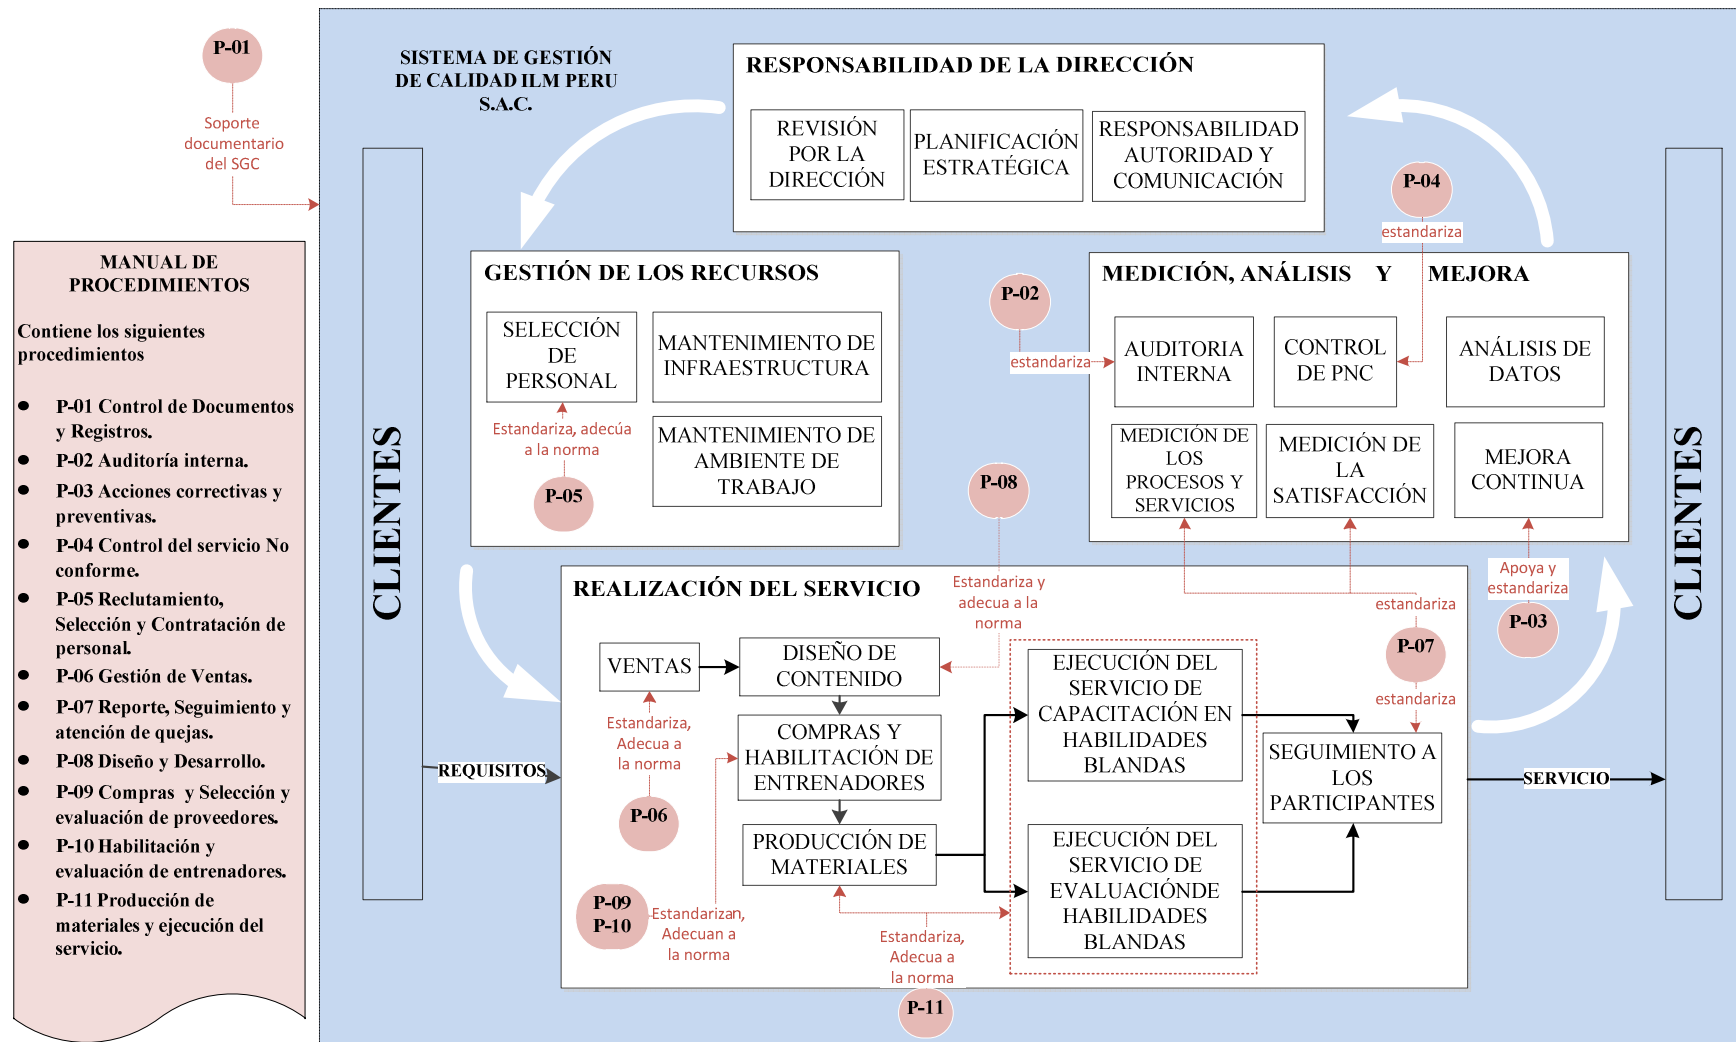 P-01
Soporte
documentario
del SGC
MANUAL DE
PROCEDIMIENTOS
Contiene los siguientes
procedimientos
● P-01 Control de Documentos
y Registros.
● P-02 Auditoría interna.
● P-03 Acciones correctivas y
preventivas.
● P-04 Control del servicio No
conforme.
● P-05 Reclutamiento,
Selección y Contratación de
personal.
● P-06 Gestión de Ventas.
● P-07 Reporte, Seguimiento y
atención de quejas.
● P-08 Diseño y Desarrollo.
● P-09 Compras y Selección y
evaluación de proveedores.
● P-10 Habilitación y
evaluación de entrenadores.
● P-11 Producción de
materiales y ejecución del
servicio.
SISTEMA DE GESTIÓN
DE CALIDAD ILM PERU
S.A.C.
CLIENTES
RESPONSABILIDAD DE LA DIRECCIÓN
REVISIÓN
POR LA
DIRECCIÓN
PLANIFICACIÓN
ESTRATÉGICA
RESPONSABILIDAD
AUTORIDAD Y
COMUNICACIÓN
GESTIÓN DE LOS RECURSOS
SELECCIÓN
DE
PERSONAL
MANTENIMIENTO DE
INFRAESTRUCTURA
MANTENIMIENTO DE
AMBIENTE DE
TRABAJO
Estandariza, adecúa
a la norma
P-05
P-04
estandariza
P-02
estandariza
MEDICIÓN, ANÁLISIS Y MEJORA
AUDITORIA
INTERNA
CONTROL
DE PNC
ANÁLISIS DE
DATOS
MEDICIÓN DE
LOS
PROCESOS Y
SERVICIOS
MEDICIÓN DE
LA
SATISFACCIÓN
MEJORA
CONTINUA
P-08
Estandariza y
adecua a la
norma
Apoya y
estandariza
P-03
estandariza
P-07
estandariza
REALIZACIÓN DEL SERVICIO
VENTAS
DISEÑO DE
CONTENIDO
COMPRAS Y
HABILITACIÓN DE
ENTRENADORES
PRODUCCIÓN DE
MATERIALES
EJECUCIÓN DEL
SERVICIO DE
CAPACITACIÓN EN
HABILIDADES
BLANDAS
EJECUCIÓN DEL
SERVICIO DE
EVALUACIÓNDE
HABILIDADES
BLANDAS
SEGUIMIENTO A
LOS
PARTICIPANTES
Estandariza,
Adecua a
la norma
P-06
P-09
P-10
Estandarizan,
Adecuan a
la norma
Estandariza,
Adecua a
la norma
P-11
REQUISITOS
SERVICIO
CLIENTES